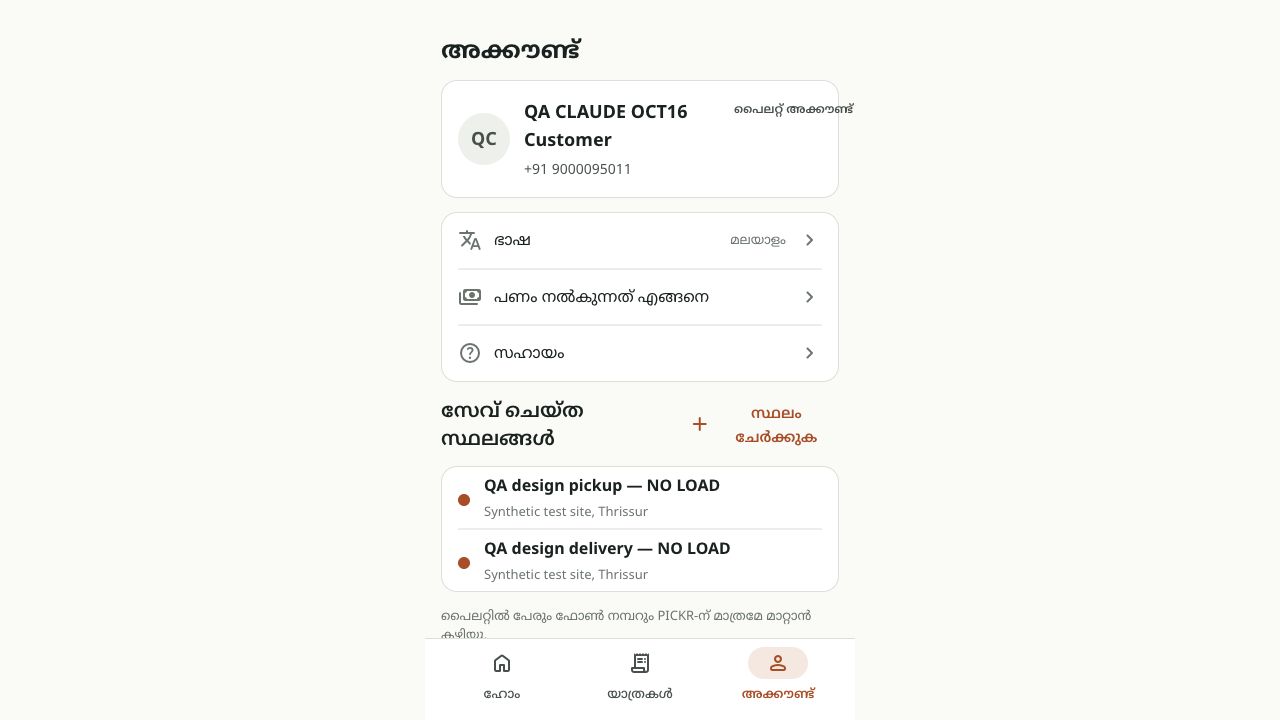 അക്കൗണ്ട്
QC
QA CLAUDE OCT16
Customer
+91 9000095011
പൈലറ്റ് അക്കൗണ്ട്
ഭാഷ
മലയാളം
പണം നൽകുന്നത് എങ്ങനെ
സഹായം
സേവ് ചെയ്ത
സ്ഥലങ്ങൾ
സ്ഥലം
ചേർക്കുക
QA design pickup — NO LOAD
Synthetic test site, Thrissur
QA design delivery — NO LOAD
Synthetic test site, Thrissur
പൈലറ്റിൽ പേരും ഫോൺ നമ്പറും PICKR-ന് മാത്രമേ മാറ്റാൻ
കഴിയൂ.
ഹോം
യാത്രകൾ
അക്കൗണ്ട്